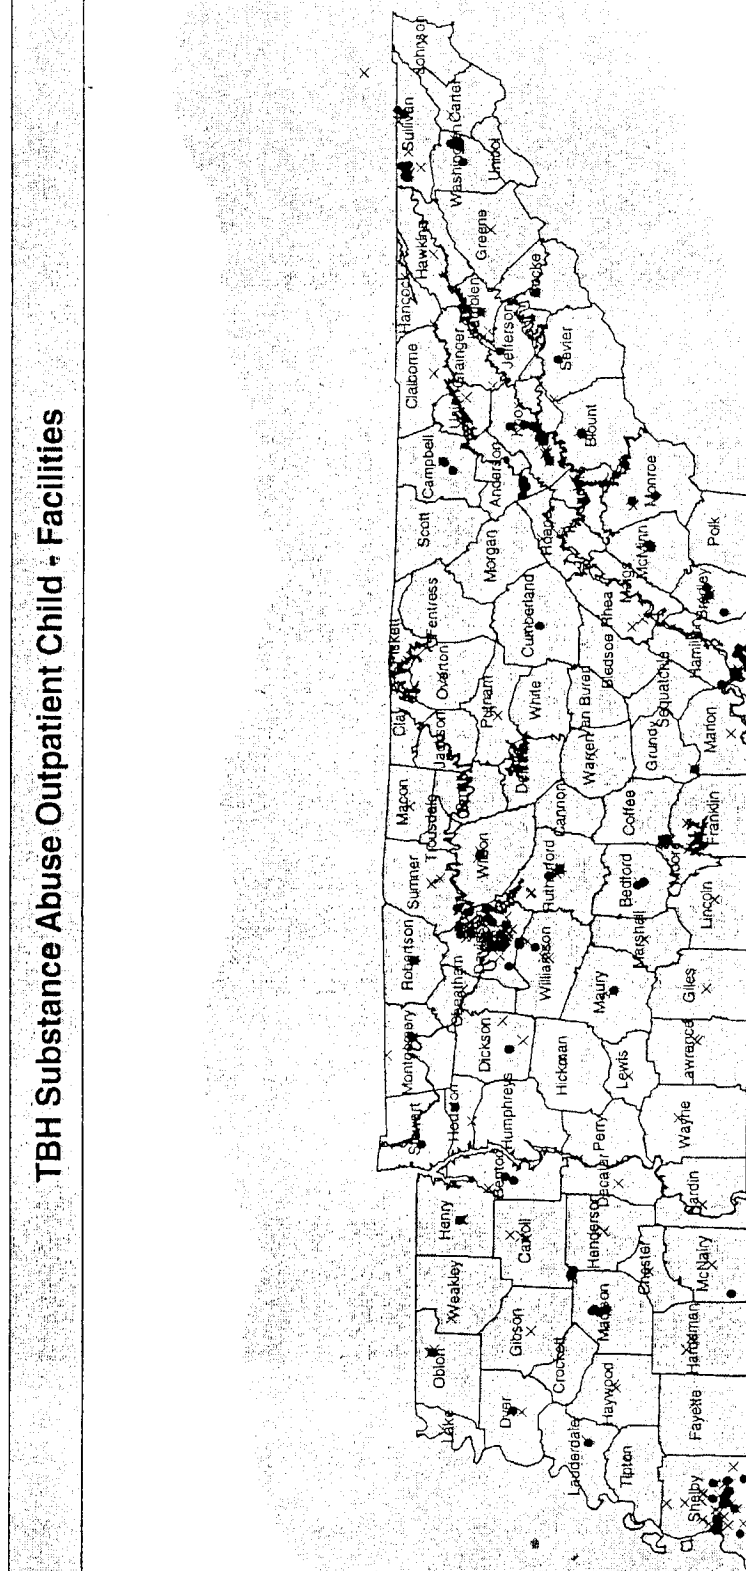 TBH Substance Abuse Outpatient Child - Facilities
Johnson
Sullivan
Carter
Washington
Unicoi
Hawkins
Greene
Hancock
Hamblen
Cocke
Claiborne
Grainger
Jefferson
Sevier
Union
Knox
Blount
Campbell
Anderson
Monroe
Scott
Morgan
Roane
McMinn
Polk
Fentress
Cumberland
Rhea
Meigs
Bradley
Pickett
Overton
Bledsoe
Hamilton
Clay
Jackson
Putnam
White
Van Buren
Sequatchie
Macon
Trousdale
Warren
Grundy
Marion
Sumner
Wilson
Cannon
Coffee
Franklin
Robertson
Rutherford
Bedford
Moore
Lincoln
Cheatham
Williamson
Marshall
Montgomery
Dickson
Maury
Giles
Stewart
Houston
Humphreys
Hickman
Lewis
Lawrence
Benton
Perry
Decatur
Wayne
Henry
Carroll
Henderson
Hardin
Weakley
Gibson
Madison
Chester
McNairy
Obion
Crockett
Haywood
Hardeman
Lake
Dyer
Lauderdale
Tipton
Fayette
Shelby